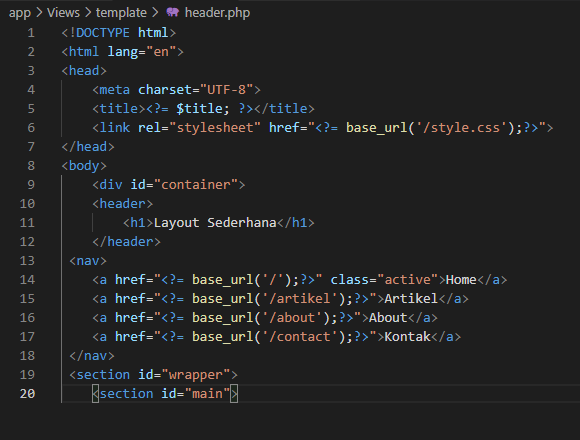 app > Views > template > header.php
1 <!DOCTYPE html>
2 <html lang="en">
3 <head>
4     <meta charset="UTF-8">
5     <title><?= $title; ?></title>
6     <link rel="stylesheet" href="<?= base_url('/style.css');?>">
7 </head>
8 <body>
9     <div id="container">
10     <header>
11         <h1>Layout Sederhana</h1>
12     </header>
13  <nav>
14     <a href="<?= base_url('/');?>" class="active">Home</a>
15     <a href="<?= base_url('/artikel');?>">Artikel</a>
16     <a href="<?= base_url('/about');?>">About</a>
17     <a href="<?= base_url('/contact');?>">Kontak</a>
18  </nav>
19  <section id="wrapper">
20     <section id="main">